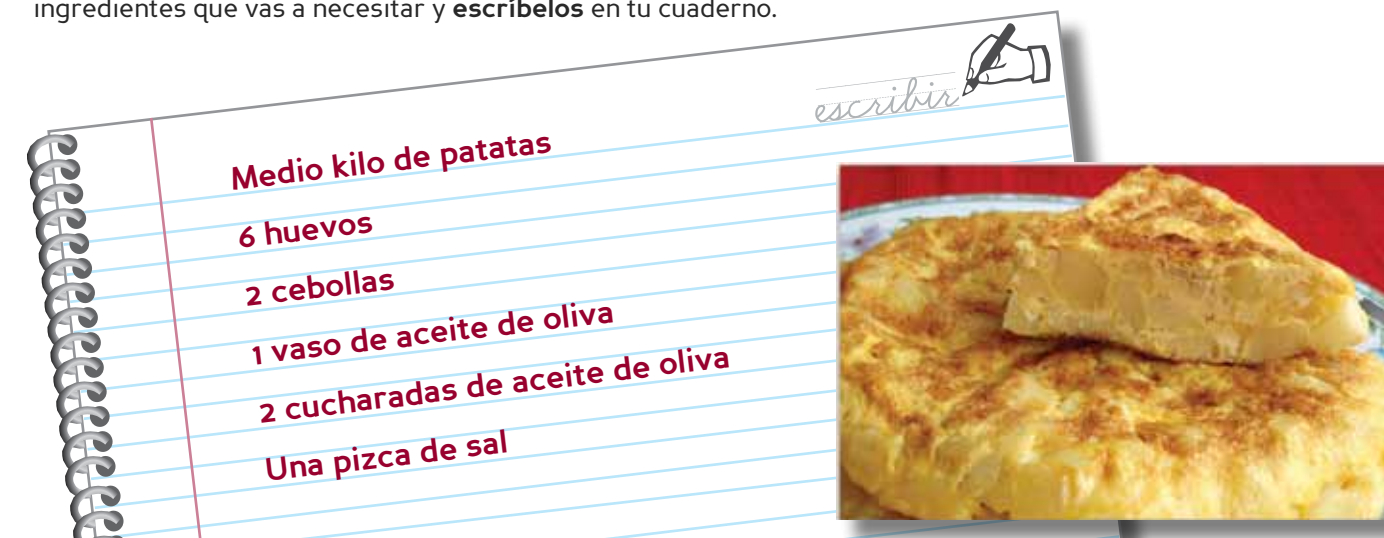 ingredientes que vas a necesitar y escríbelos en tu cuaderno.
escribir
Medio kilo de patatas
6 huevos
2 cebollas
1 vaso de aceite de oliva
2 cucharadas de aceite de oliva
Una pizca de sal